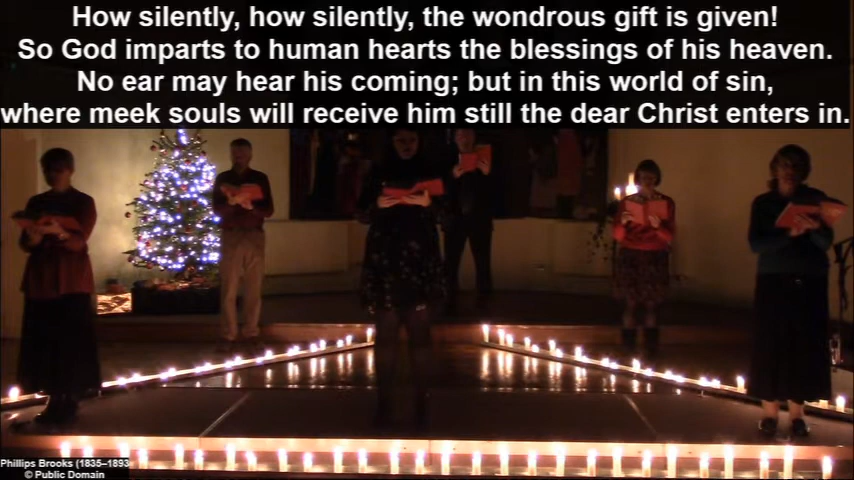 How silently, how silently, the wondrous gift is given!
So God imparts to human hearts the blessings of his heaven.
No ear may hear his coming; but in this world of sin,
where meek souls will receive him still the dear Christ enters in.
Phillips Brooks (1835–1893
© Public Domain